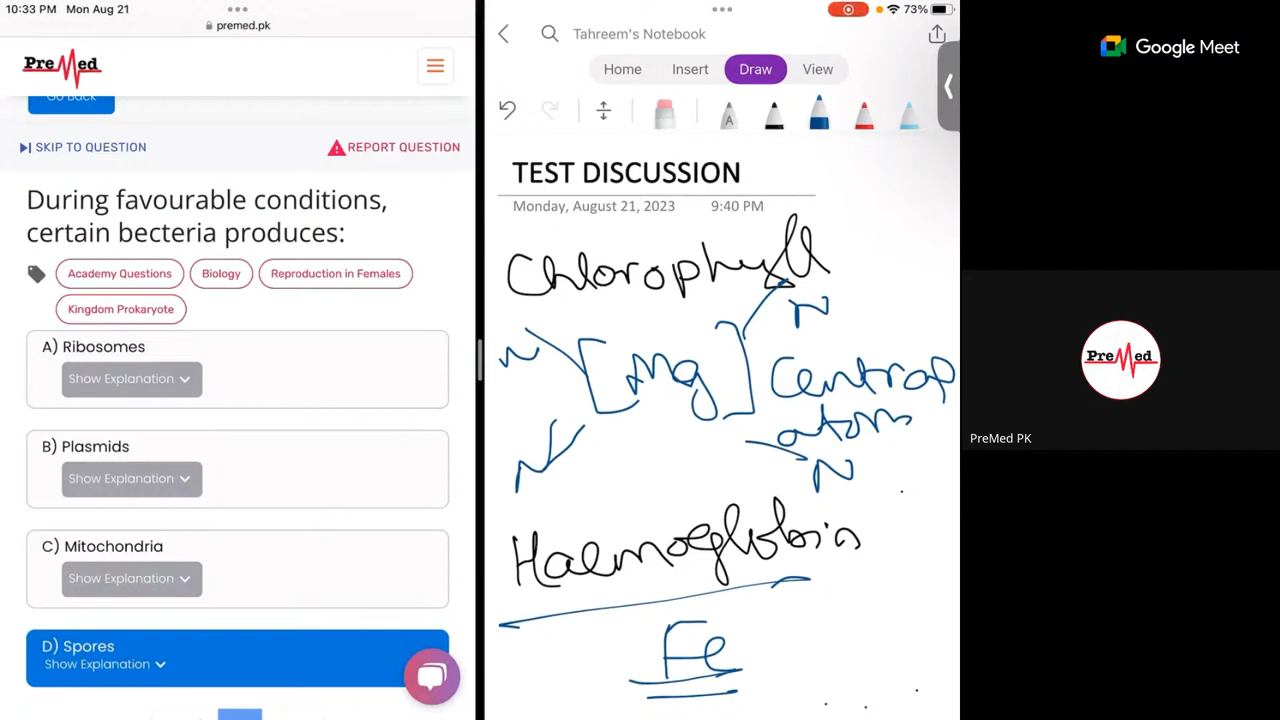 10:33 PM Mon Aug 21
premed.pk
PreMed
Go Back
SKIP TO QUESTION
REPORT QUESTION
During favourable conditions,
certain becteria produces:
Academy Questions
Biology
Reproduction in Females
Kingdom Prokaryote
A) Ribosomes
Show Explanation
B) Plasmids
Show Explanation
C) Mitochondria
Show Explanation
D) Spores
Show Explanation
73%
Tahreem's Notebook
Home Insert Draw View
A
TEST DISCUSSION
Monday, August 21, 2023 9:40 PM
Chlorophyll
N
N [Mg] Central
atom
N N
Haemoglobin
Fe
Google Meet
PreMed
PreMed PK